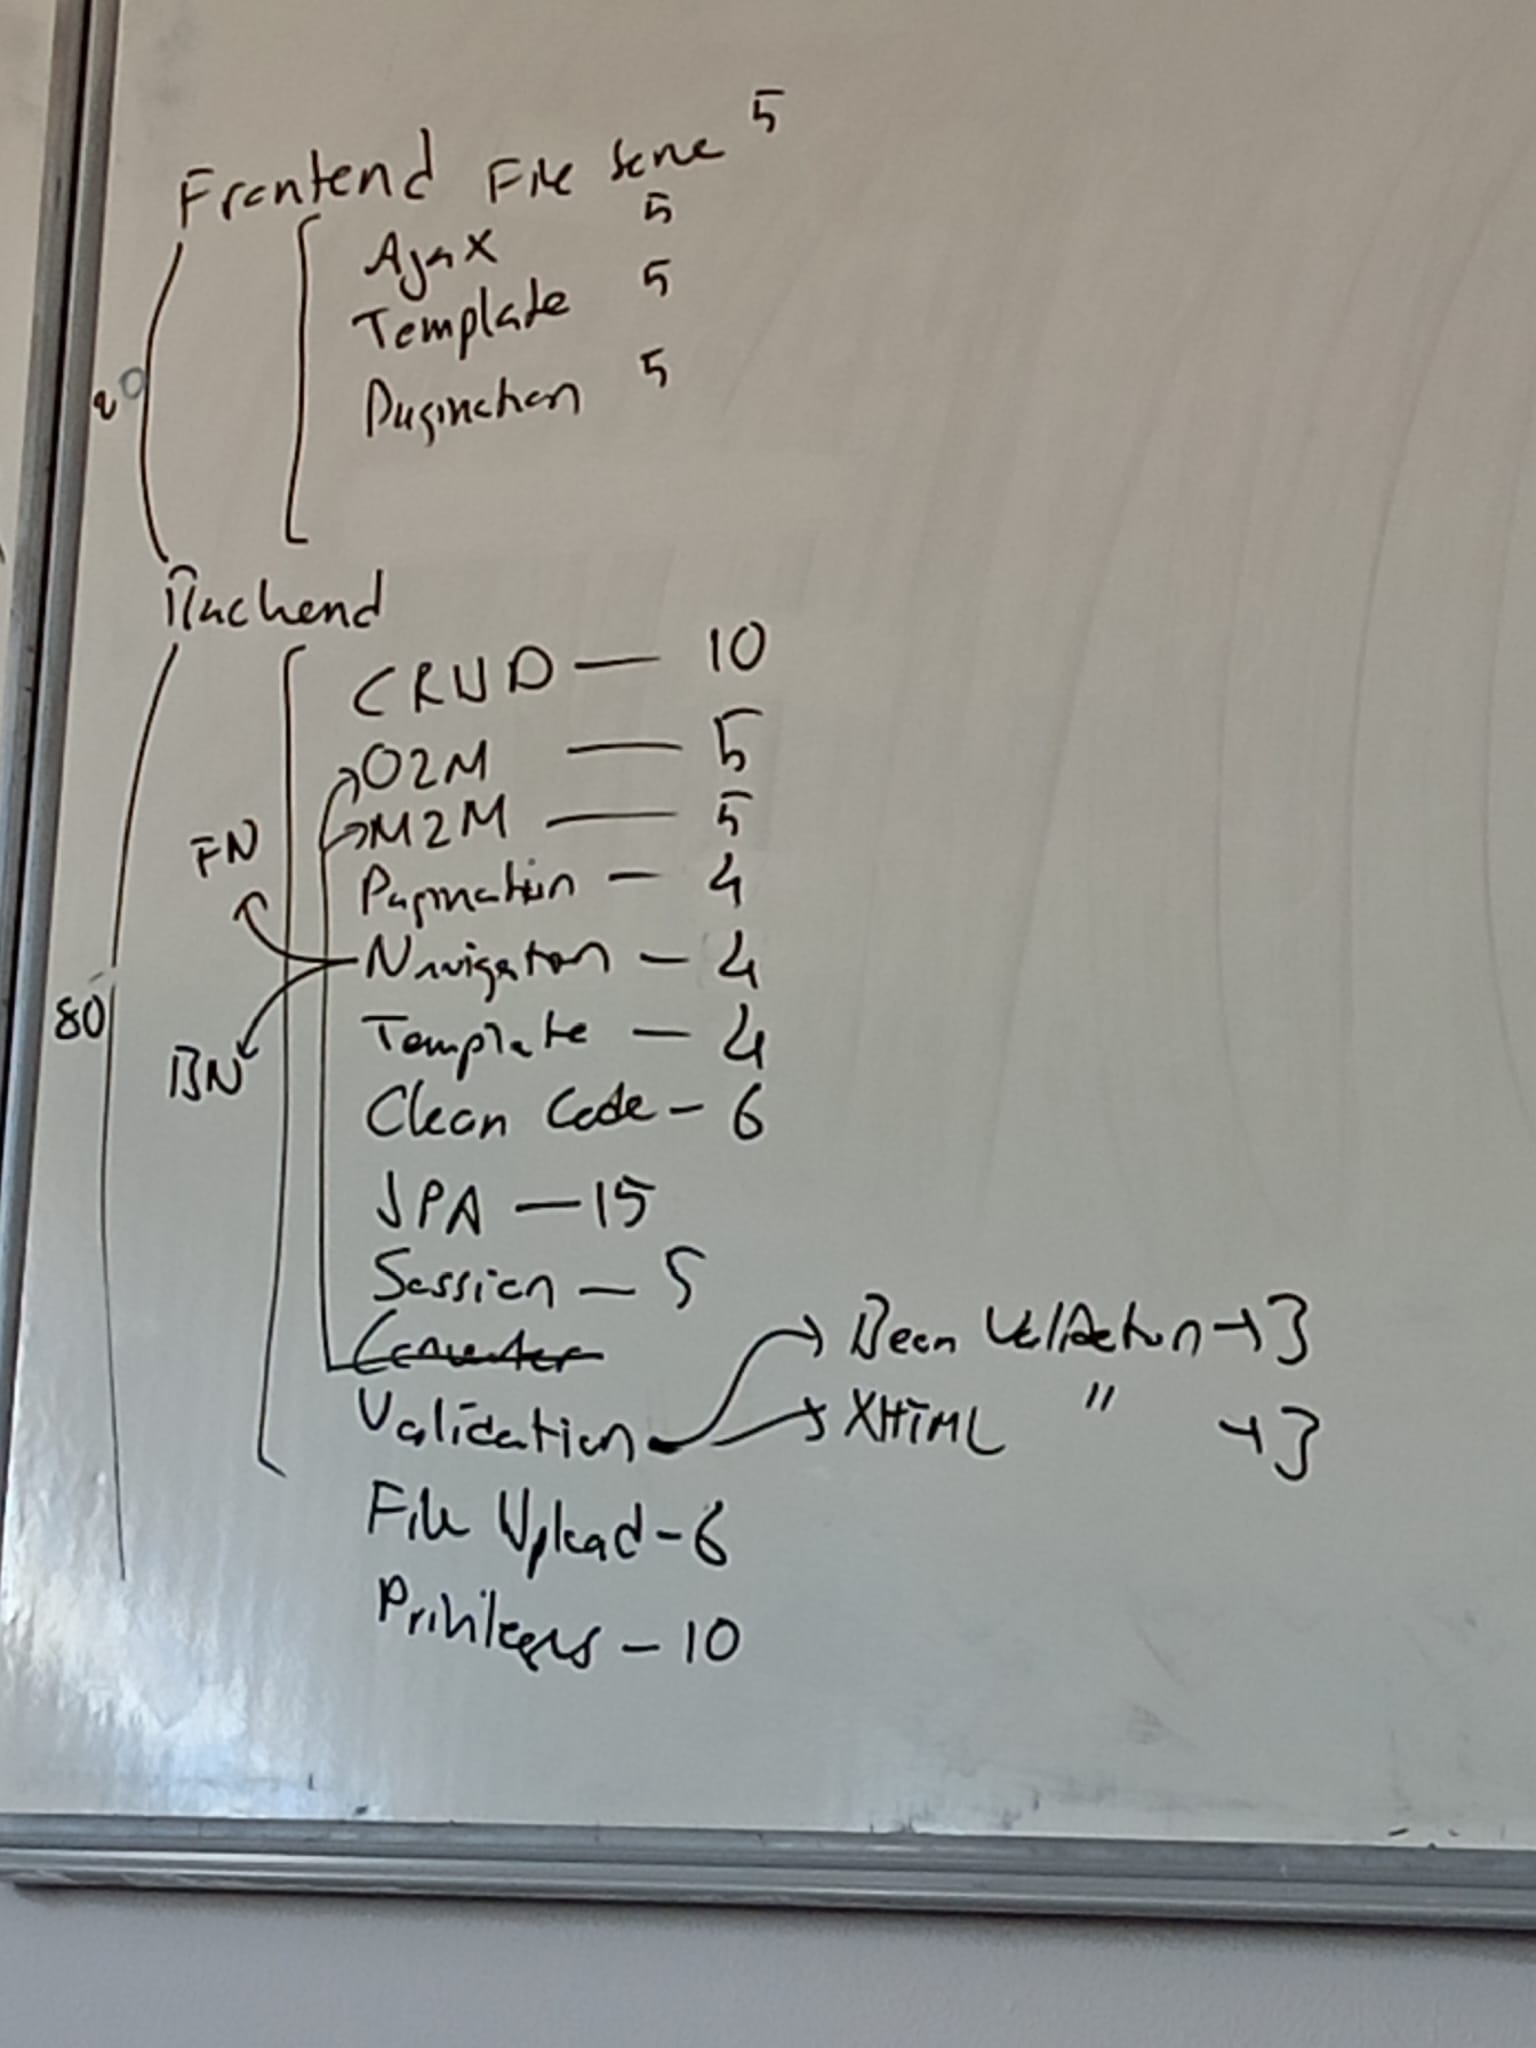 Frontend File Serve 5
Ajax 5
Template 5
Pagination 5
20
Backend
CRUD — 10
O2M — 5
M2M — 5
FN
Pagination — 4
Navigation — 4
80
BN
Template — 4
Clean Code — 6
JPA — 15
Session — 5
Converter
Validation → Bean Validation → 3
→ XHTML " → 3
File Upload - 6
Privileges - 10